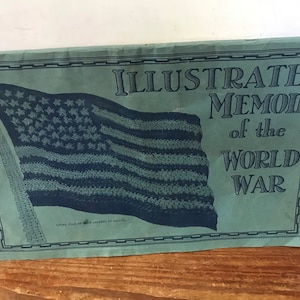 ILLUSTRATE
MEMOI
of the
WORLD
WAR